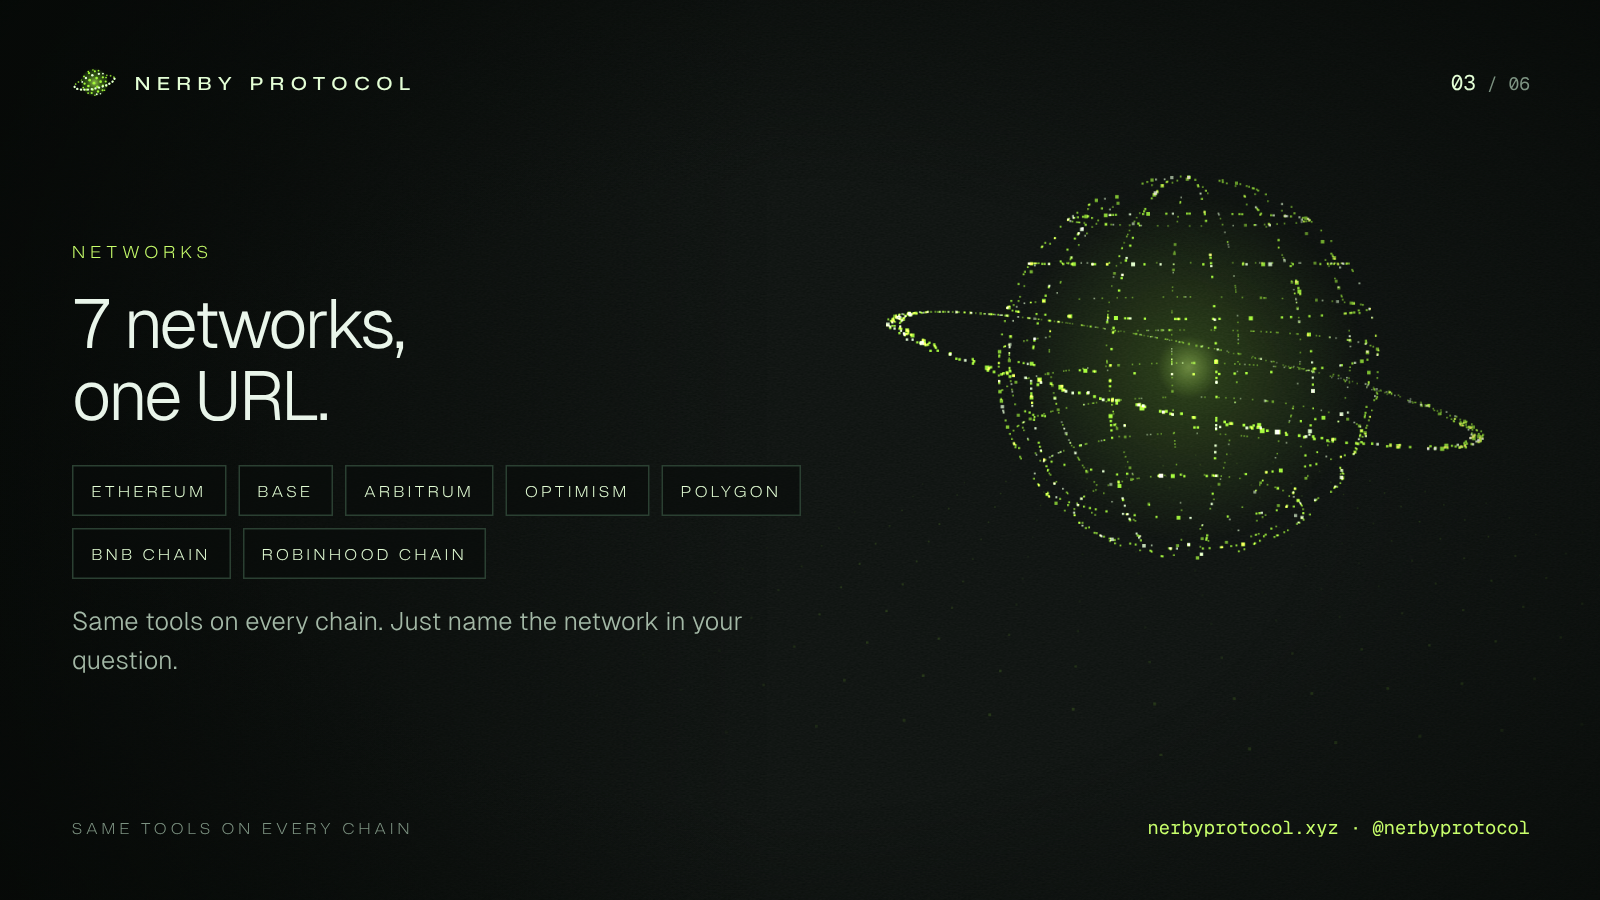 NERBY PROTOCOL
03 / 06
NETWORKS
7 networks,
one URL.
ETHEREUM BASE ARBITRUM OPTIMISM POLYGON
BNB CHAIN ROBINHOOD CHAIN
Same tools on every chain. Just name the network in your
question.
SAME TOOLS ON EVERY CHAIN
nerbyprotocol.xyz · @nerbyprotocol